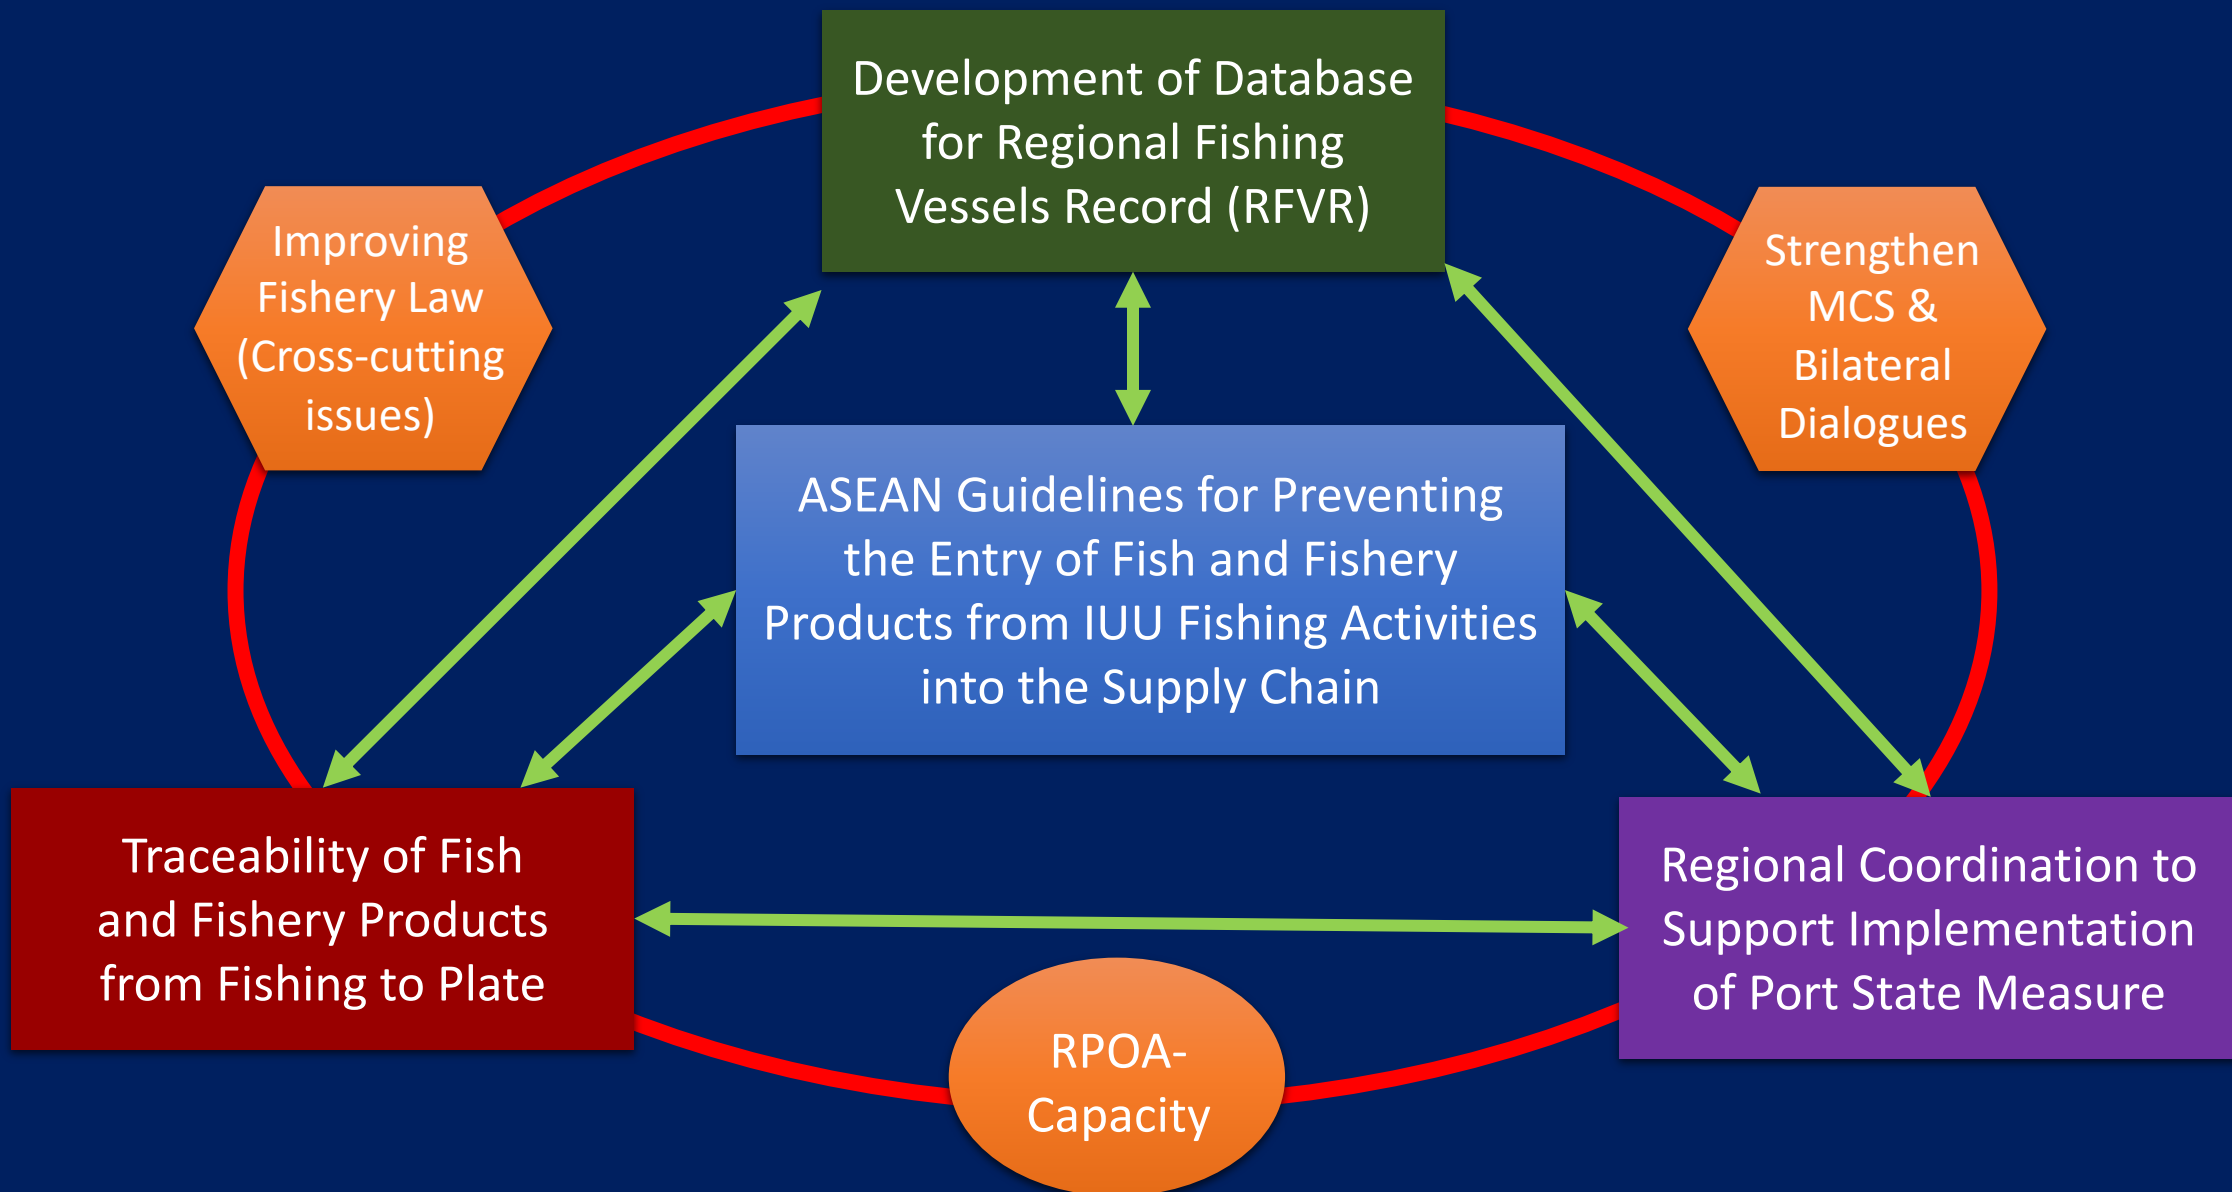 Development of Database
for Regional Fishing
Vessels Record (RFVR)
Improving
Fishery Law
(Cross-cutting
issues)
Strengthen
MCS &
Bilateral
Dialogues
ASEAN Guidelines for Preventing
the Entry of Fish and Fishery
Products from IUU Fishing Activities
into the Supply Chain
Traceability of Fish
and Fishery Products
from Fishing to Plate
Regional Coordination to
Support Implementation
of Port State Measure
RPOA-
Capacity